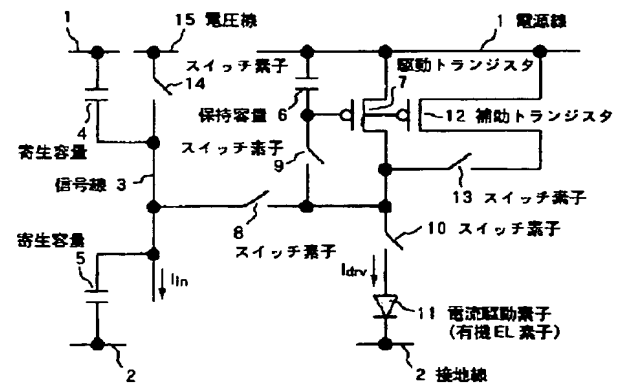 1
15 電圧線
1 電源線
スイッチ素子
14
駆動トランジスタ
7
4
保持容量 6
12 補助トランジスタ
寄生容量
スイッチ素子
9
信号線 3
13 スイッチ素子
8
スイッチ素子
10 スイッチ素子
寄生容量
5
Iin
Idrv
11 電流駆動素子
(有機EL素子)
2
2 接地線